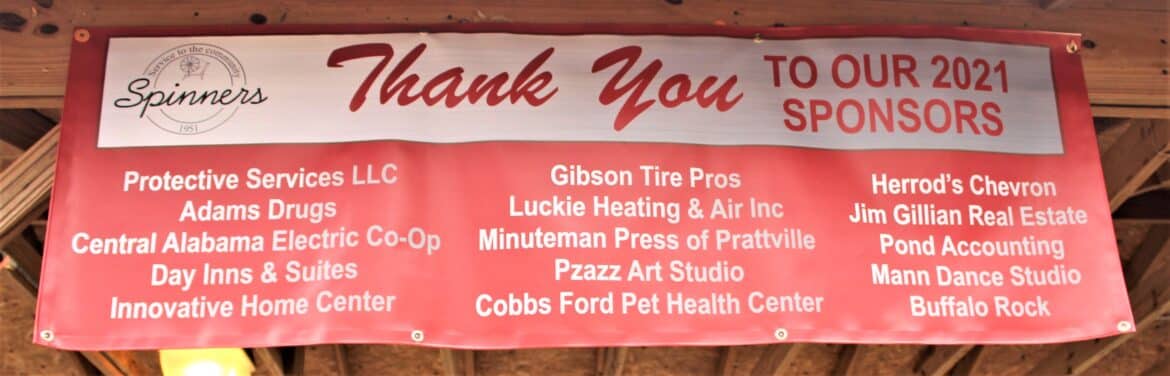 Service to the community
Spinners
1951
Thank You
TO OUR 2021
SPONSORS
Protective Services LLC
Adams Drugs
Central Alabama Electric Co-Op
Day Inns & Suites
Innovative Home Center
Gibson Tire Pros
Luckie Heating & Air Inc
Minuteman Press of Prattville
Pzazz Art Studio
Cobbs Ford Pet Health Center
Herrod's Chevron
Jim Gillian Real Estate
Pond Accounting
Mann Dance Studio
Buffalo Rock